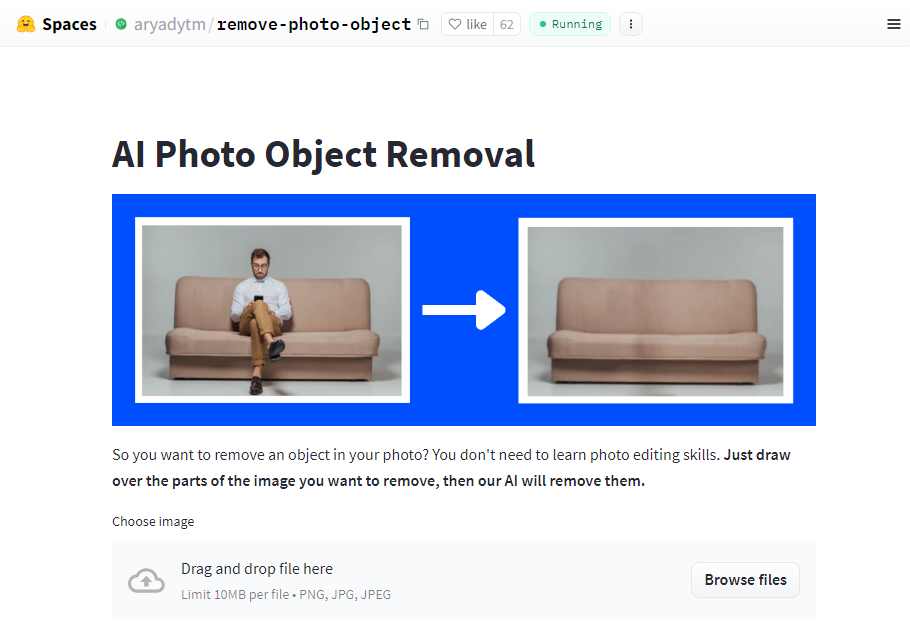 Spaces aryadytm/remove-photo-object like 62 Running
AI Photo Object Removal
So you want to remove an object in your photo? You don't need to learn photo editing skills. Just draw
over the parts of the image you want to remove, then our AI will remove them.
Choose image
Drag and drop file here
Limit 10MB per file • PNG, JPG, JPEG
Browse files